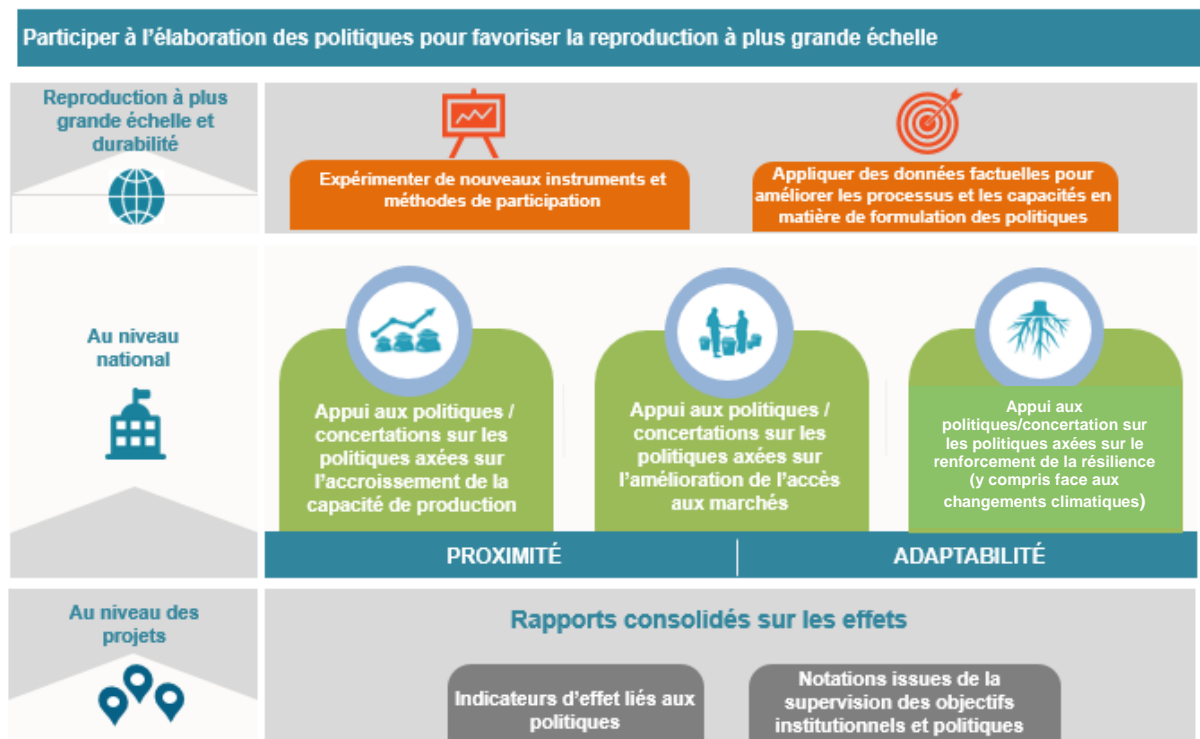 Participer à l'élaboration des politiques pour favoriser la reproduction à plus grande échelle
Reproduction à plus
grande échelle et
durabilité
Expérimenter de nouveaux instruments et
méthodes de participation
Appliquer des données factuelles pour
améliorer les processus et les capacités en
matière de formulation des politiques
Au niveau
national
Appui aux politiques /
concertations sur les
politiques axées sur
l'accroissement de la
capacité de production
Appui aux politiques /
concertations sur les
politiques axées sur
l'amélioration de l'accès
aux marchés
Appui aux
politiques/concertation sur
les politiques axées sur le
renforcement de la résilience
(y compris face aux
changements climatiques)
PROXIMITÉ
ADAPTABILITÉ
Au niveau des
projets
Rapports consolidés sur les effets
Indicateurs d'effet liés aux
politiques
Notations issues de la
supervision des objectifs
institutionnels et politiques